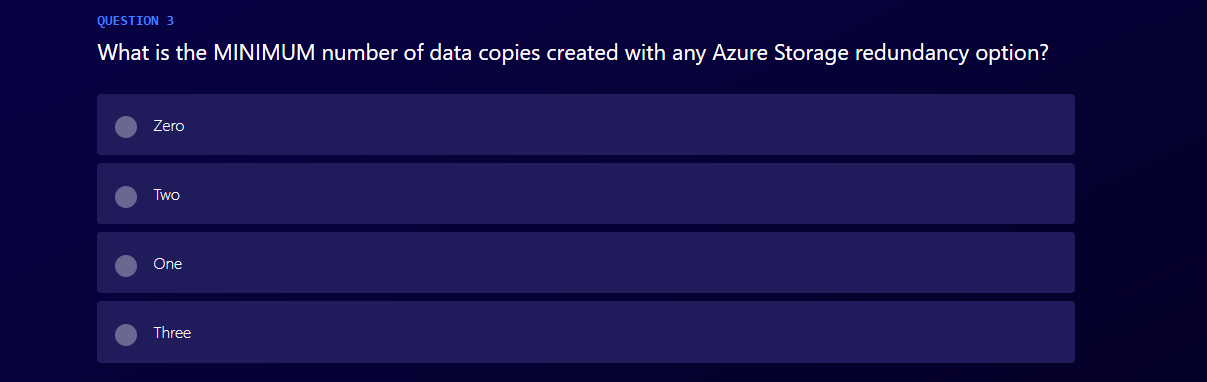 QUESTION 3
What is the MINIMUM number of data copies created with any Azure Storage redundancy option?
Zero
Two
One
Three